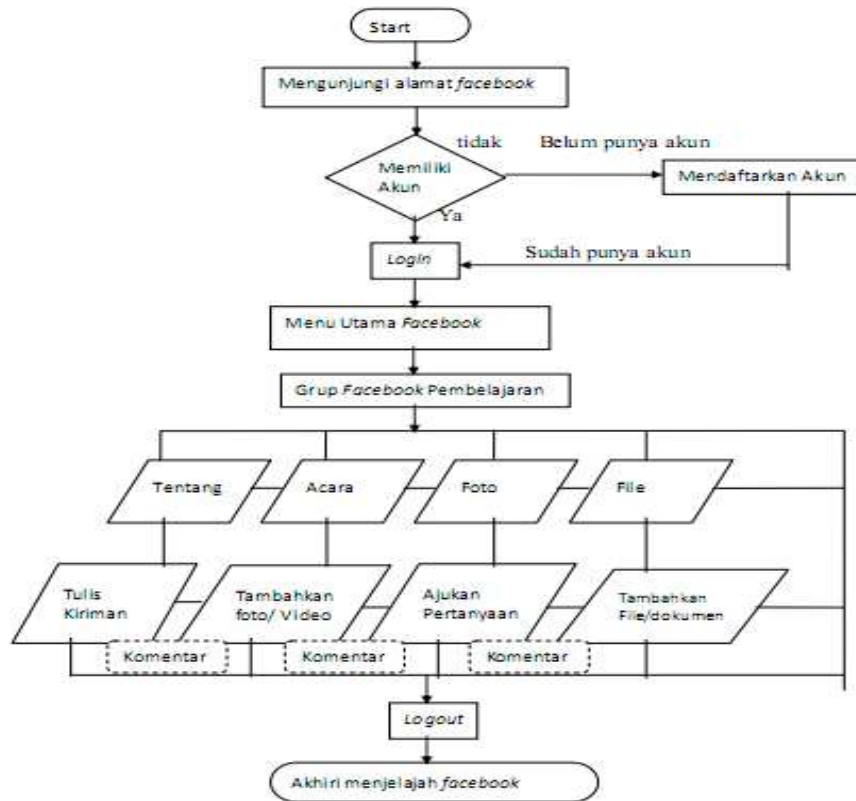 Start
Mengunjungi alamat facebook
tidak
Belum punya akun
Memiliki
Akun
Mendaftarkan Akun
Ya
Login
Sudah punya akun
Menu Utama Facebook
Grup Facebook Pembelajaran
Tentang
Acara
Foto
File
Tulis
Kiriman
Tambahkan
foto/ Video
Ajukan
Pertanyaan
Tambahkan
File/dokumen
Komentar
Komentar
Komentar
Logout
Akhiri menjelajah facebook